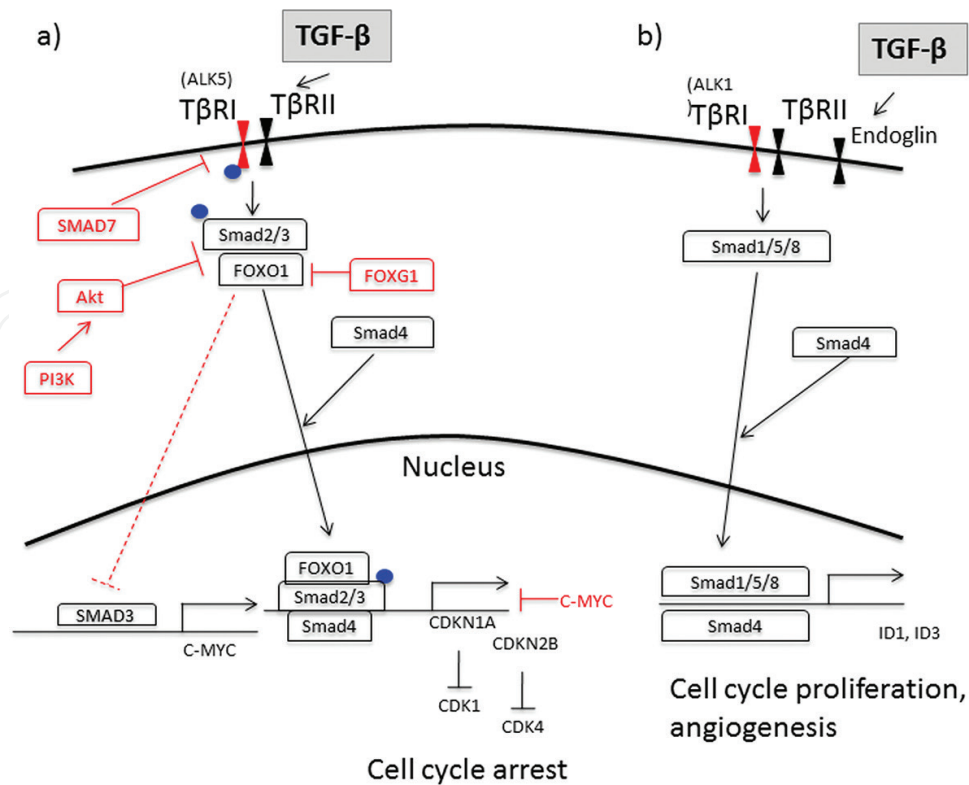 a)
TGF-β
(ALK5)
TβRI
TβRII
SMAD7
Smad2/3
FOXO1
FOXG1
Akt
PI3K
Smad4
Nucleus
FOXO1
Smad2/3
Smad4
SMAD3
C-MYC
CDKN1A
C-MYC
CDKN2B
CDK1
CDK4
Cell cycle arrest
b)
TGF-β
(ALK1
)TβRI
TβRII
Endoglin
Smad1/5/8
Smad4
Smad1/5/8
Smad4
ID1, ID3
Cell cycle proliferation,
angiogenesis